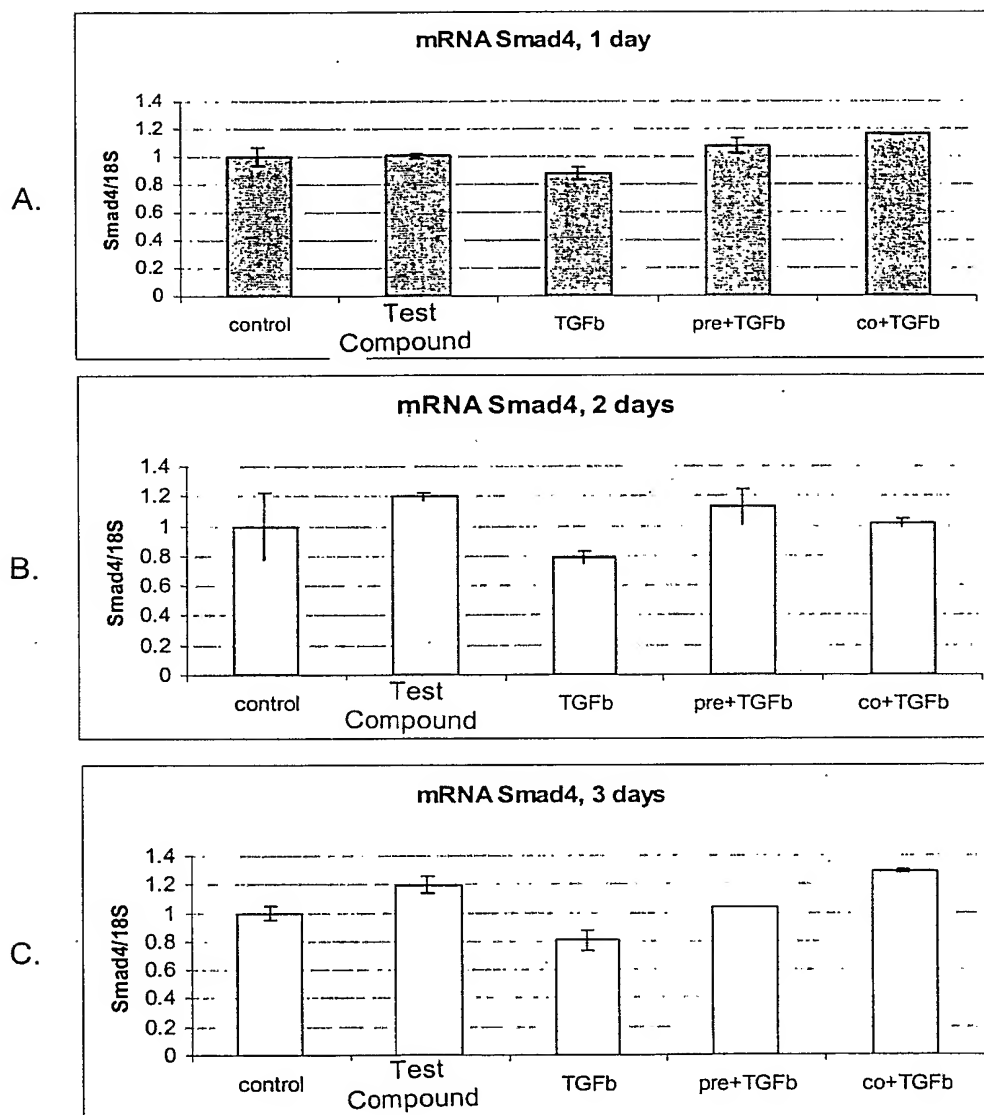 A.
mRNA Smad4, 1 day
Smad4/18S
1.4
1.2
1
0.8
0.6
0.4
0.2
0
control
Test
Compound
TGFb
pre+TGFb
co+TGFb
B.
mRNA Smad4, 2 days
Smad4/18S
1.4
1.2
1
0.8
0.6
0.4
0.2
0
control
Test
Compound
TGFb
pre+TGFb
co+TGFb
C.
mRNA Smad4, 3 days
Smad4/18S
1.4
1.2
1
0.8
0.6
0.4
0.2
0
control
Test
Compound
TGFb
pre+TGFb
co+TGFb